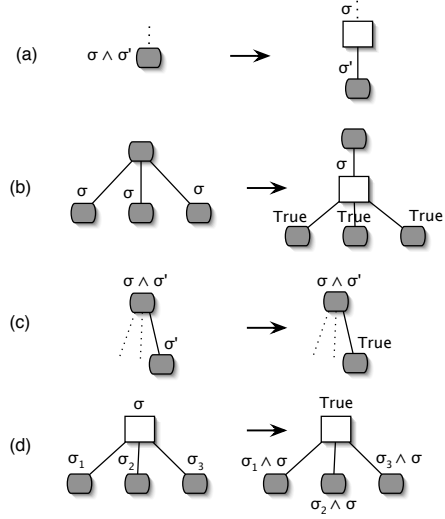 (a)
σ ∧ σ'
σ
σ'
(b)
σ σ σ
σ
True True True
(c)
σ ∧ σ'
σ'
σ ∧ σ'
True
(d)
σ
σ₁ σ₂ σ₃
True
σ₁ ∧ σ σ₃ ∧ σ
σ₂ ∧ σ